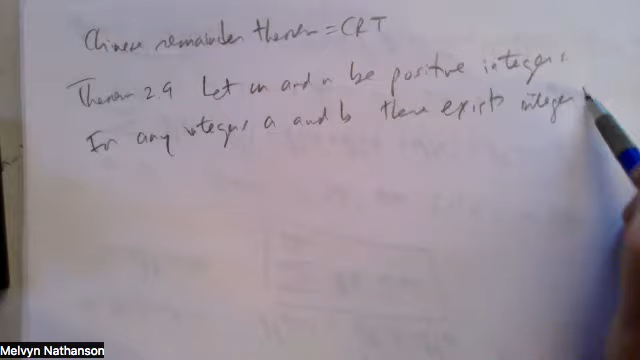 Chinese remainder theorem = CRT
Theorem 2.9 Let m and n be positive integers.
For any integers a and b there exists integer
Melvyn Nathanson